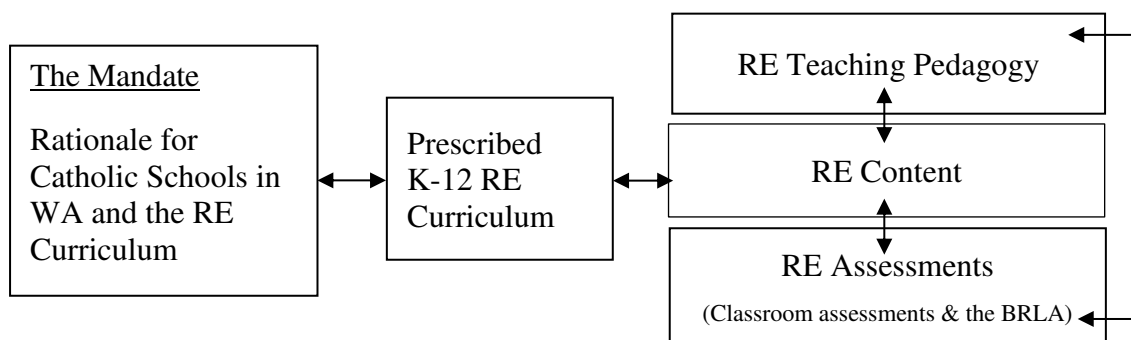 The Mandate
Rationale for
Catholic Schools in
WA and the RE
Curriculum
Prescribed
K-12 RE
Curriculum
RE Teaching Pedagogy
RE Content
RE Assessments
(Classroom assessments & the BRLA)